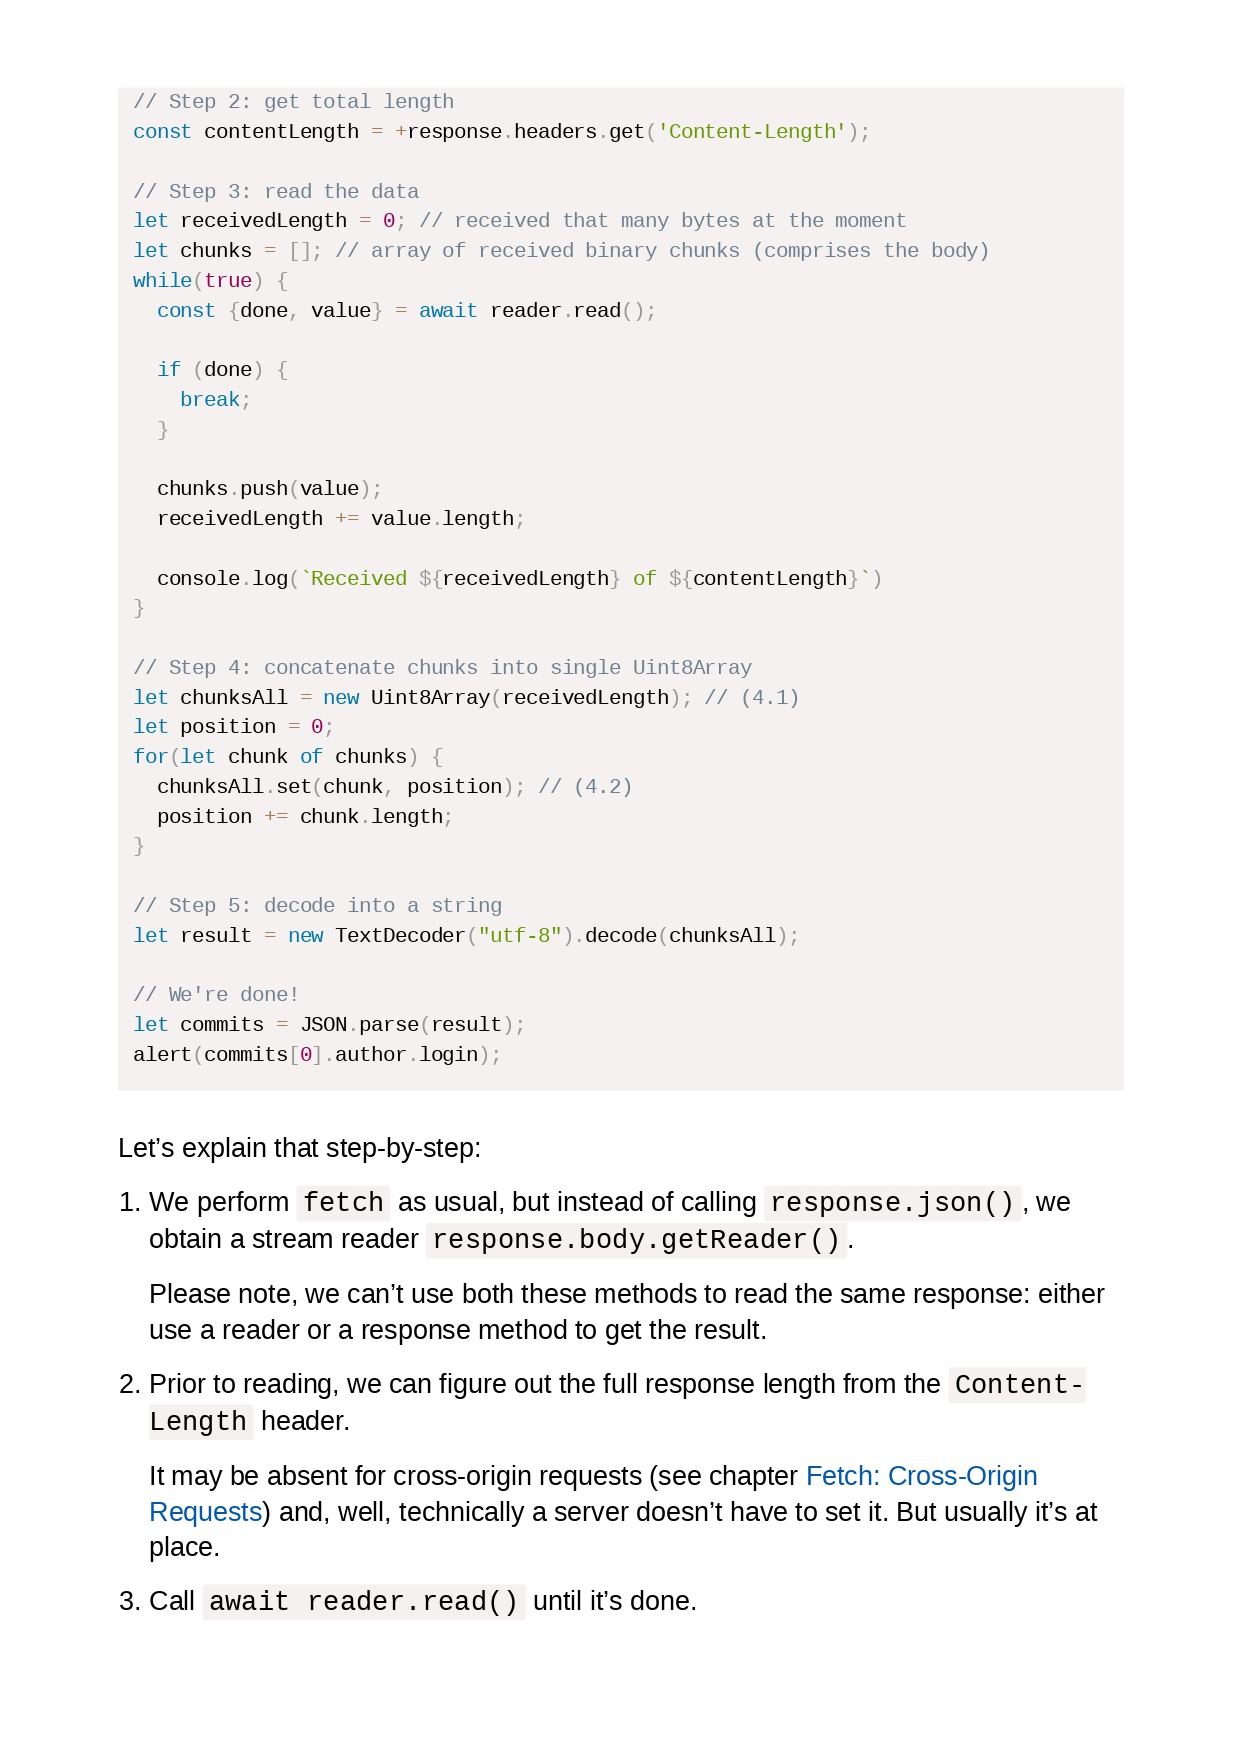 // Step 2: get total length
const contentLength = +response.headers.get('Content-Length');

// Step 3: read the data
let receivedLength = 0; // received that many bytes at the moment
let chunks = []; // array of received binary chunks (comprises the body)
while(true) {
  const {done, value} = await reader.read();

  if (done) {
    break;
  }

  chunks.push(value);
  receivedLength += value.length;

  console.log(`Received ${receivedLength} of ${contentLength}`)
}

// Step 4: concatenate chunks into single Uint8Array
let chunksAll = new Uint8Array(receivedLength); // (4.1)
let position = 0;
for(let chunk of chunks) {
  chunksAll.set(chunk, position); // (4.2)
  position += chunk.length;
}

// Step 5: decode into a string
let result = new TextDecoder("utf-8").decode(chunksAll);

// We're done!
let commits = JSON.parse(result);
alert(commits[0].author.login);

Let’s explain that step-by-step:
1. We perform fetch as usual, but instead of calling response.json(), we
obtain a stream reader response.body.getReader().
Please note, we can’t use both these methods to read the same response: either
use a reader or a response method to get the result.
2. Prior to reading, we can figure out the full response length from the Content-
Length header.
It may be absent for cross-origin requests (see chapter Fetch: Cross-Origin
Requests) and, well, technically a server doesn’t have to set it. But usually it’s at
place.
3. Call await reader.read() until it’s done.